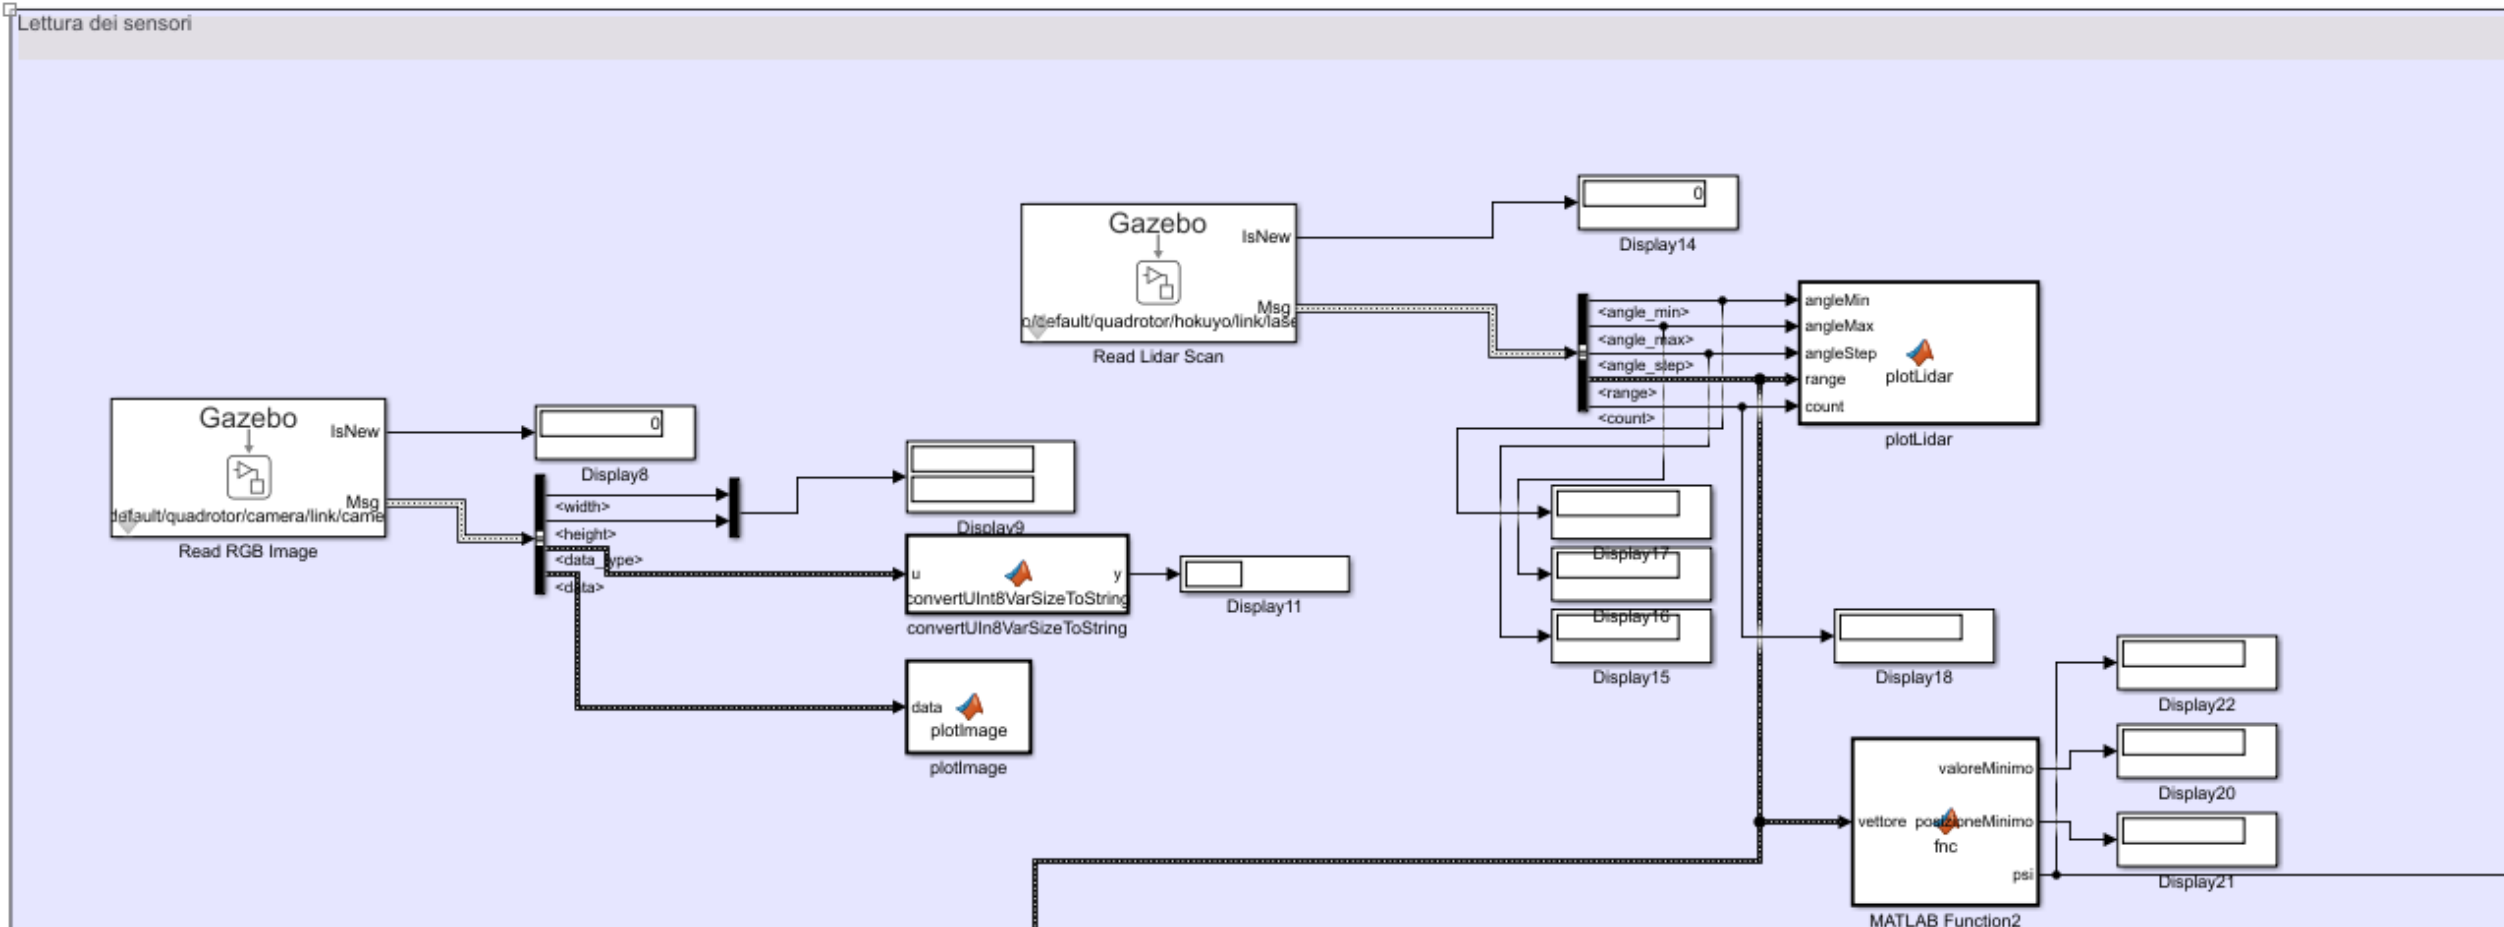 Lettura dei sensori
0
Display14
Gazebo
IsNew
Msg
o/default/quadrotor/hokuyo/link/lase
Read Lidar Scan
<angle_min>
<angle_max>
<angle_step>
<range>
<count>
angleMin
angleMax
angleStep
range
count
plotLidar
plotLidar
Gazebo
IsNew
Msg
default/quadrotor/camera/link/came
Read RGB Image
0
Display8
<width>
<height>
<data_type>
<data>
Display9
u
y
convertUInt8VarSizeToString
convertUIn8VarSizeToString
Display11
data
plotImage
plotImage
Display17
Display16
Display15
Display18
Display22
Display20
Display21
vettore
valoreMinimo
posizioneMinimo
psi
fnc
MATLAB Function2